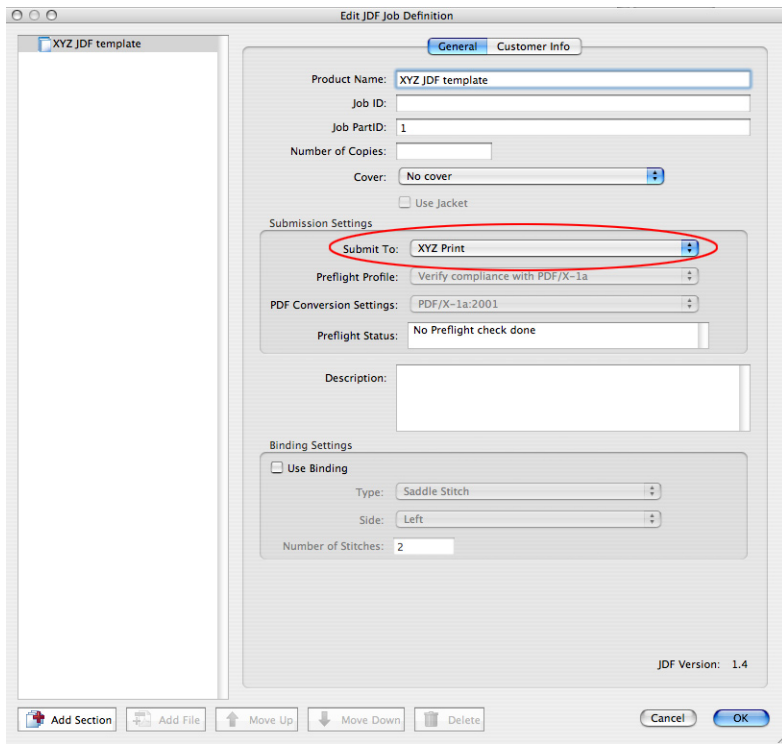 Edit JDF Job Definition
XYZ JDF template
General Customer Info
Product Name: XYZ JDF template
Job ID:
Job PartID: 1
Number of Copies:
Cover: No cover
Use Jacket
Submission Settings
Submit To: XYZ Print
Preflight Profile: Verify compliance with PDF/X-1a
PDF Conversion Settings: PDF/X-1a:2001
Preflight Status: No Preflight check done
Description:
Binding Settings
Use Binding
Type: Saddle Stitch
Side: Left
Number of Stitches: 2
JDF Version: 1.4
Add Section Add File Move Up Move Down Delete Cancel OK